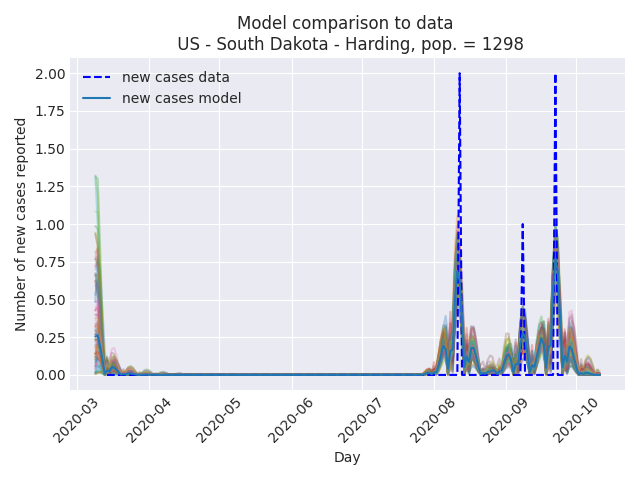 Model comparison to data
US - South Dakota - Harding, pop. = 1298
new cases data
new cases model
Number of new cases reported
2.00
1.75
1.50
1.25
1.00
0.75
0.50
0.25
0.00
2020-03
2020-04
2020-05
2020-06
2020-07
2020-08
2020-09
2020-10
Day